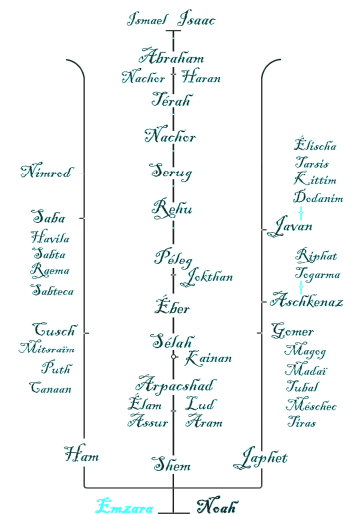 Ismael Isaac
Abraham
Nachor Haran
Térah
Nachor
Serug
Rehu
Péleg
Jokthan
Éber
Sélah
Kainan
Arpacshad
Élam Lud
Assur Aram
Shem
Nimrod
Saba
Havila
Sabta
Raema
Sabteca
Cusch
Mitsraim
Puth
Canaan
Ham
Élischa
Tarsis
Kittim
Dodanim
Javan
Riphat
Togarma
Aschkenaz
Gomer
Magog
Madaï
Tubal
Méschec
Tiras
Japhet
Emzara Noah